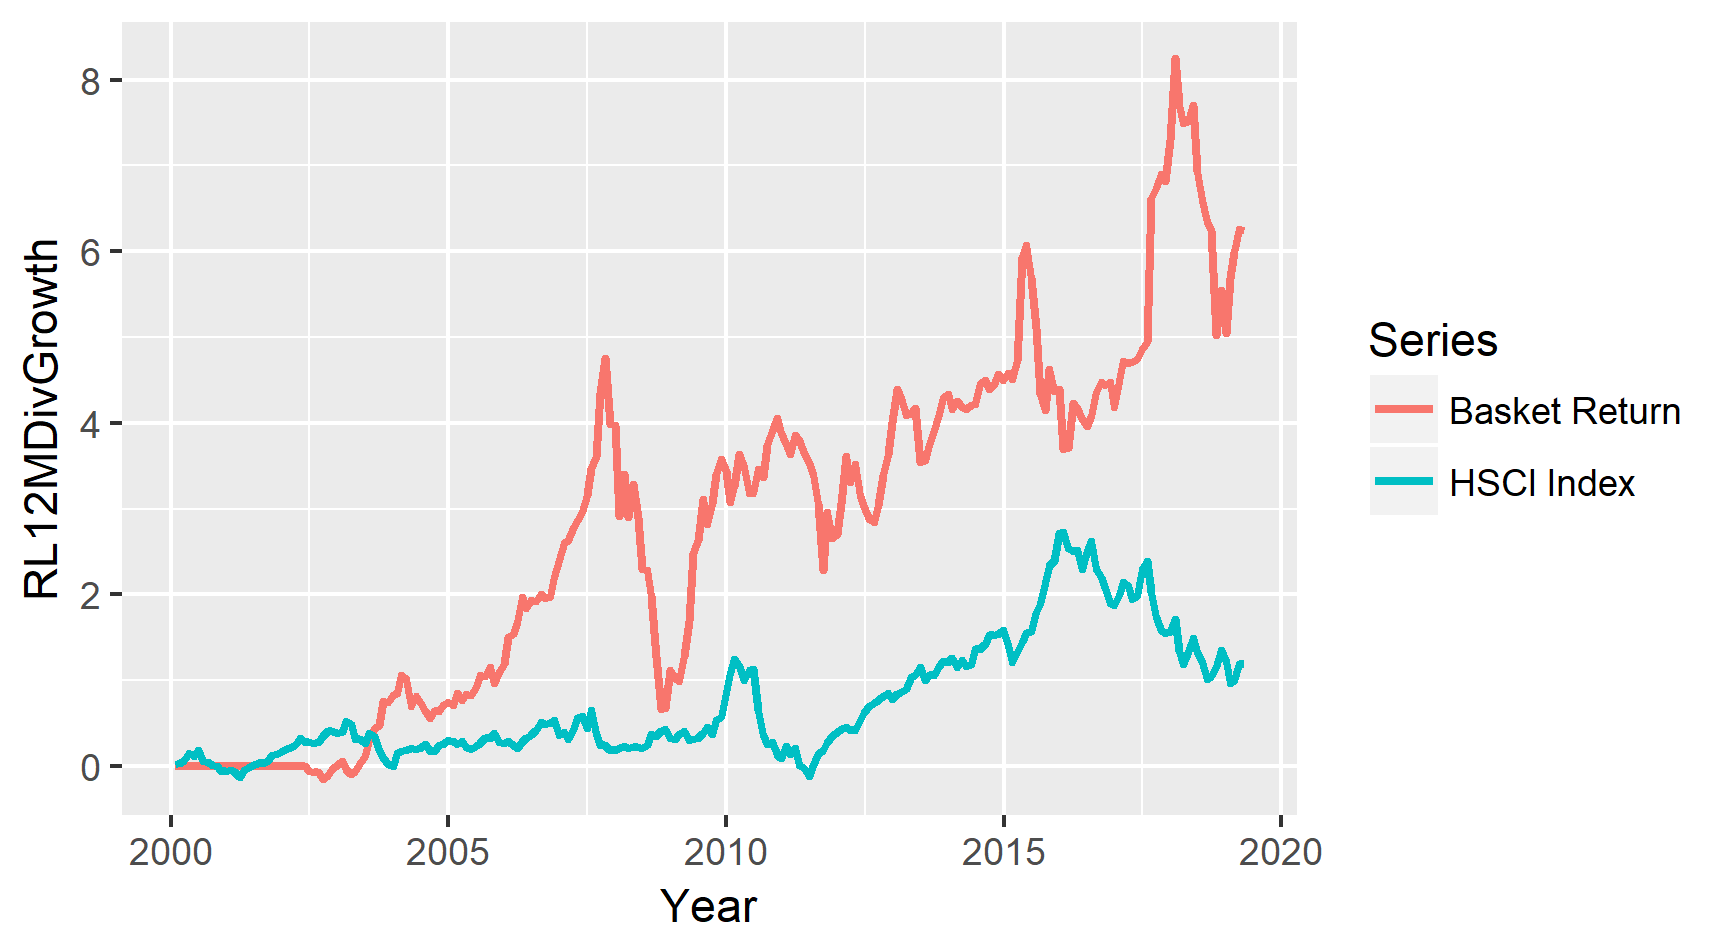 RL12MDivGrowth
8
6
4
2
0
2000 2005 2010 2015 2020
Year
Series
Basket Return
HSCI Index